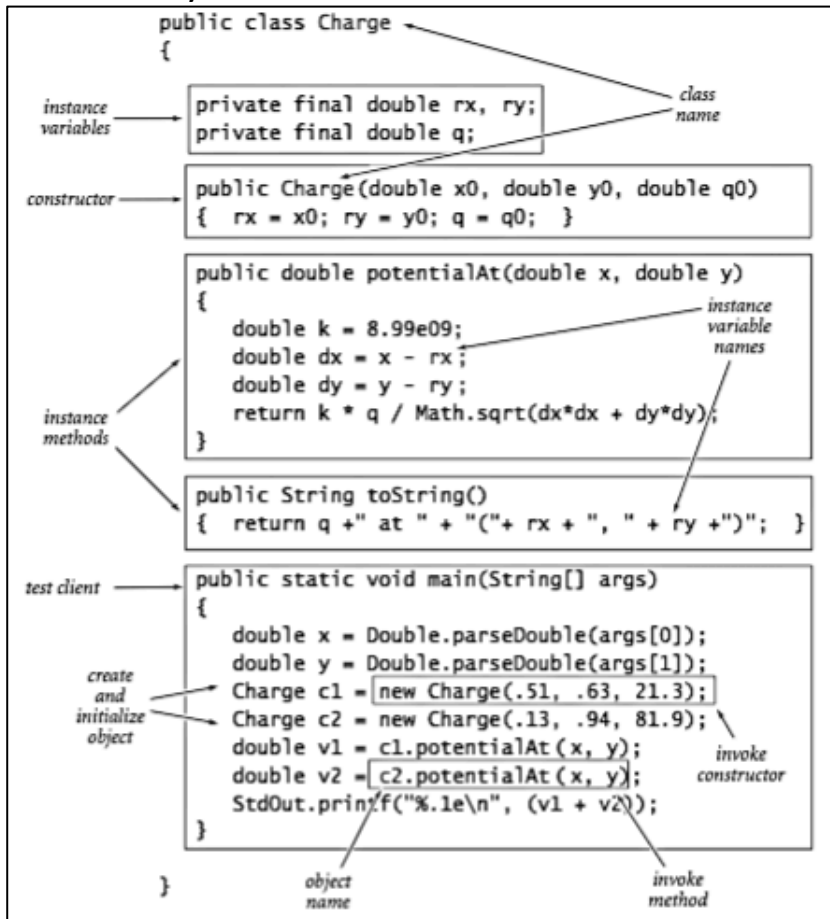 public class Charge
{
instance
variables
private final double rx, ry;
private final double q;
class
name
constructor
public Charge(double x0, double y0, double q0)
{ rx = x0; ry = y0; q = q0; }
instance
methods
public double potentialAt(double x, double y)
{
double k = 8.99e09;
double dx = x - rx;
double dy = y - ry;
return k * q / Math.sqrt(dx*dx + dy*dy);
}
instance
variable
names
public String toString()
{ return q +" at " + "("+ rx + ", " + ry +")"; }
test client
public static void main(String[] args)
{
double x = Double.parseDouble(args[0]);
double y = Double.parseDouble(args[1]);
create
and
initialize
object
Charge c1 = new Charge(.51, .63, 21.3);
Charge c2 = new Charge(.13, .94, 81.9);
double v1 = c1.potentialAt(x, y);
double v2 = c2.potentialAt(x, y);
StdOut.printf("%.1e\n", (v1 + v2));
}
invoke
constructor
}
object
name
invoke
method